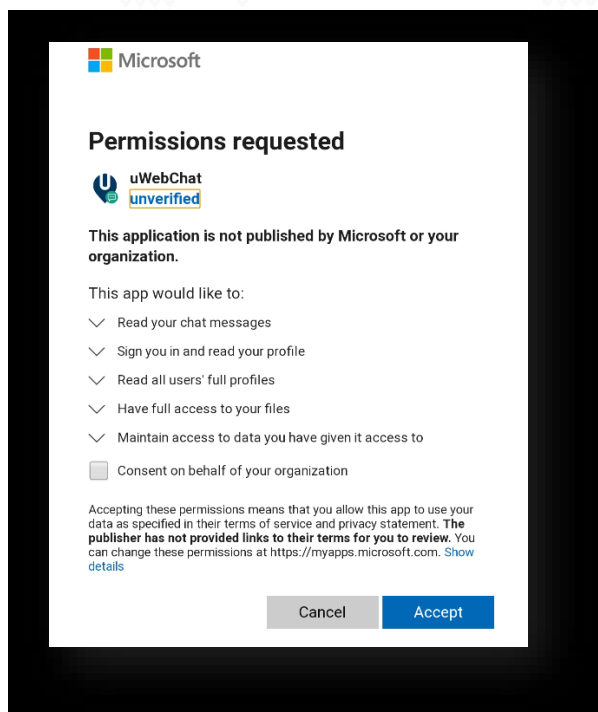 Microsoft
Permissions requested
uWebChat
unverified
This application is not published by Microsoft or your
organization.
This app would like to:
Read your chat messages
Sign you in and read your profile
Read all users' full profiles
Have full access to your files
Maintain access to data you have given it access to
Consent on behalf of your organization
Accepting these permissions means that you allow this app to use your
data as specified in their terms of service and privacy statement. The
publisher has not provided links to their terms for you to review. You
can change these permissions at https://myapps.microsoft.com. Show
details
Cancel Accept